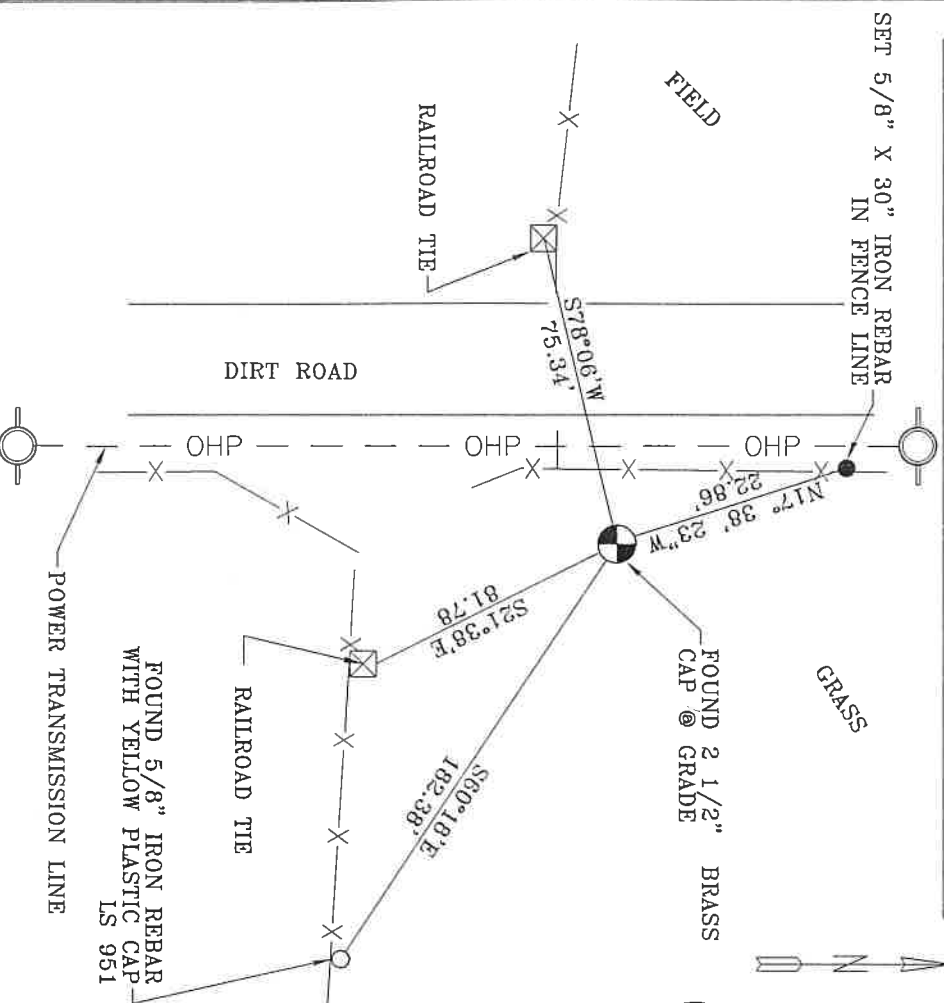 SET 5/8" X 30" IRON REBAR
IN FENCE LINE
FIELD
RAILROAD TIE
S78°06'W
75.34'
DIRT ROAD
OHP
OHP
OHP
X
X
X
X
X
X
X
X
N17° 38' 23"W
22.86'
GRASS
FOUND 2 1/2" BRASS
CAP @ GRADE
S21°38'E
81.78
S60°18'E
182.38'
X
X
X
X
RAILROAD TIE
POWER TRANSMISSION LINE
FOUND 5/8" IRON REBAR
WITH YELLOW PLASTIC CAP
LS 951
N